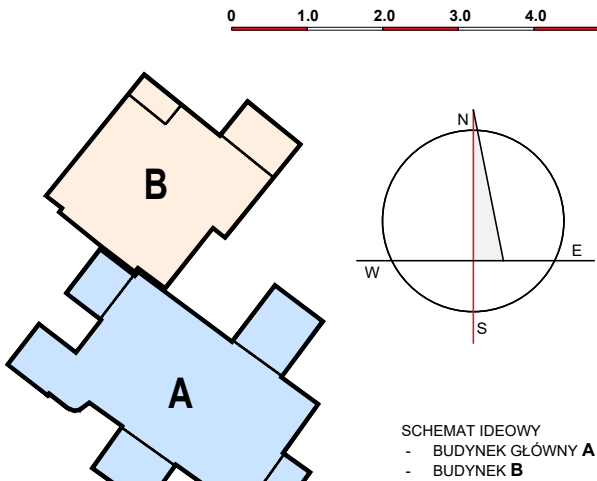 0 1.0 2.0 3.0 4.0
N
B
E
W
S
A
SCHEMAT IDEOWY
- BUDYNEK GŁÓWNY A
- BUDYNEK B